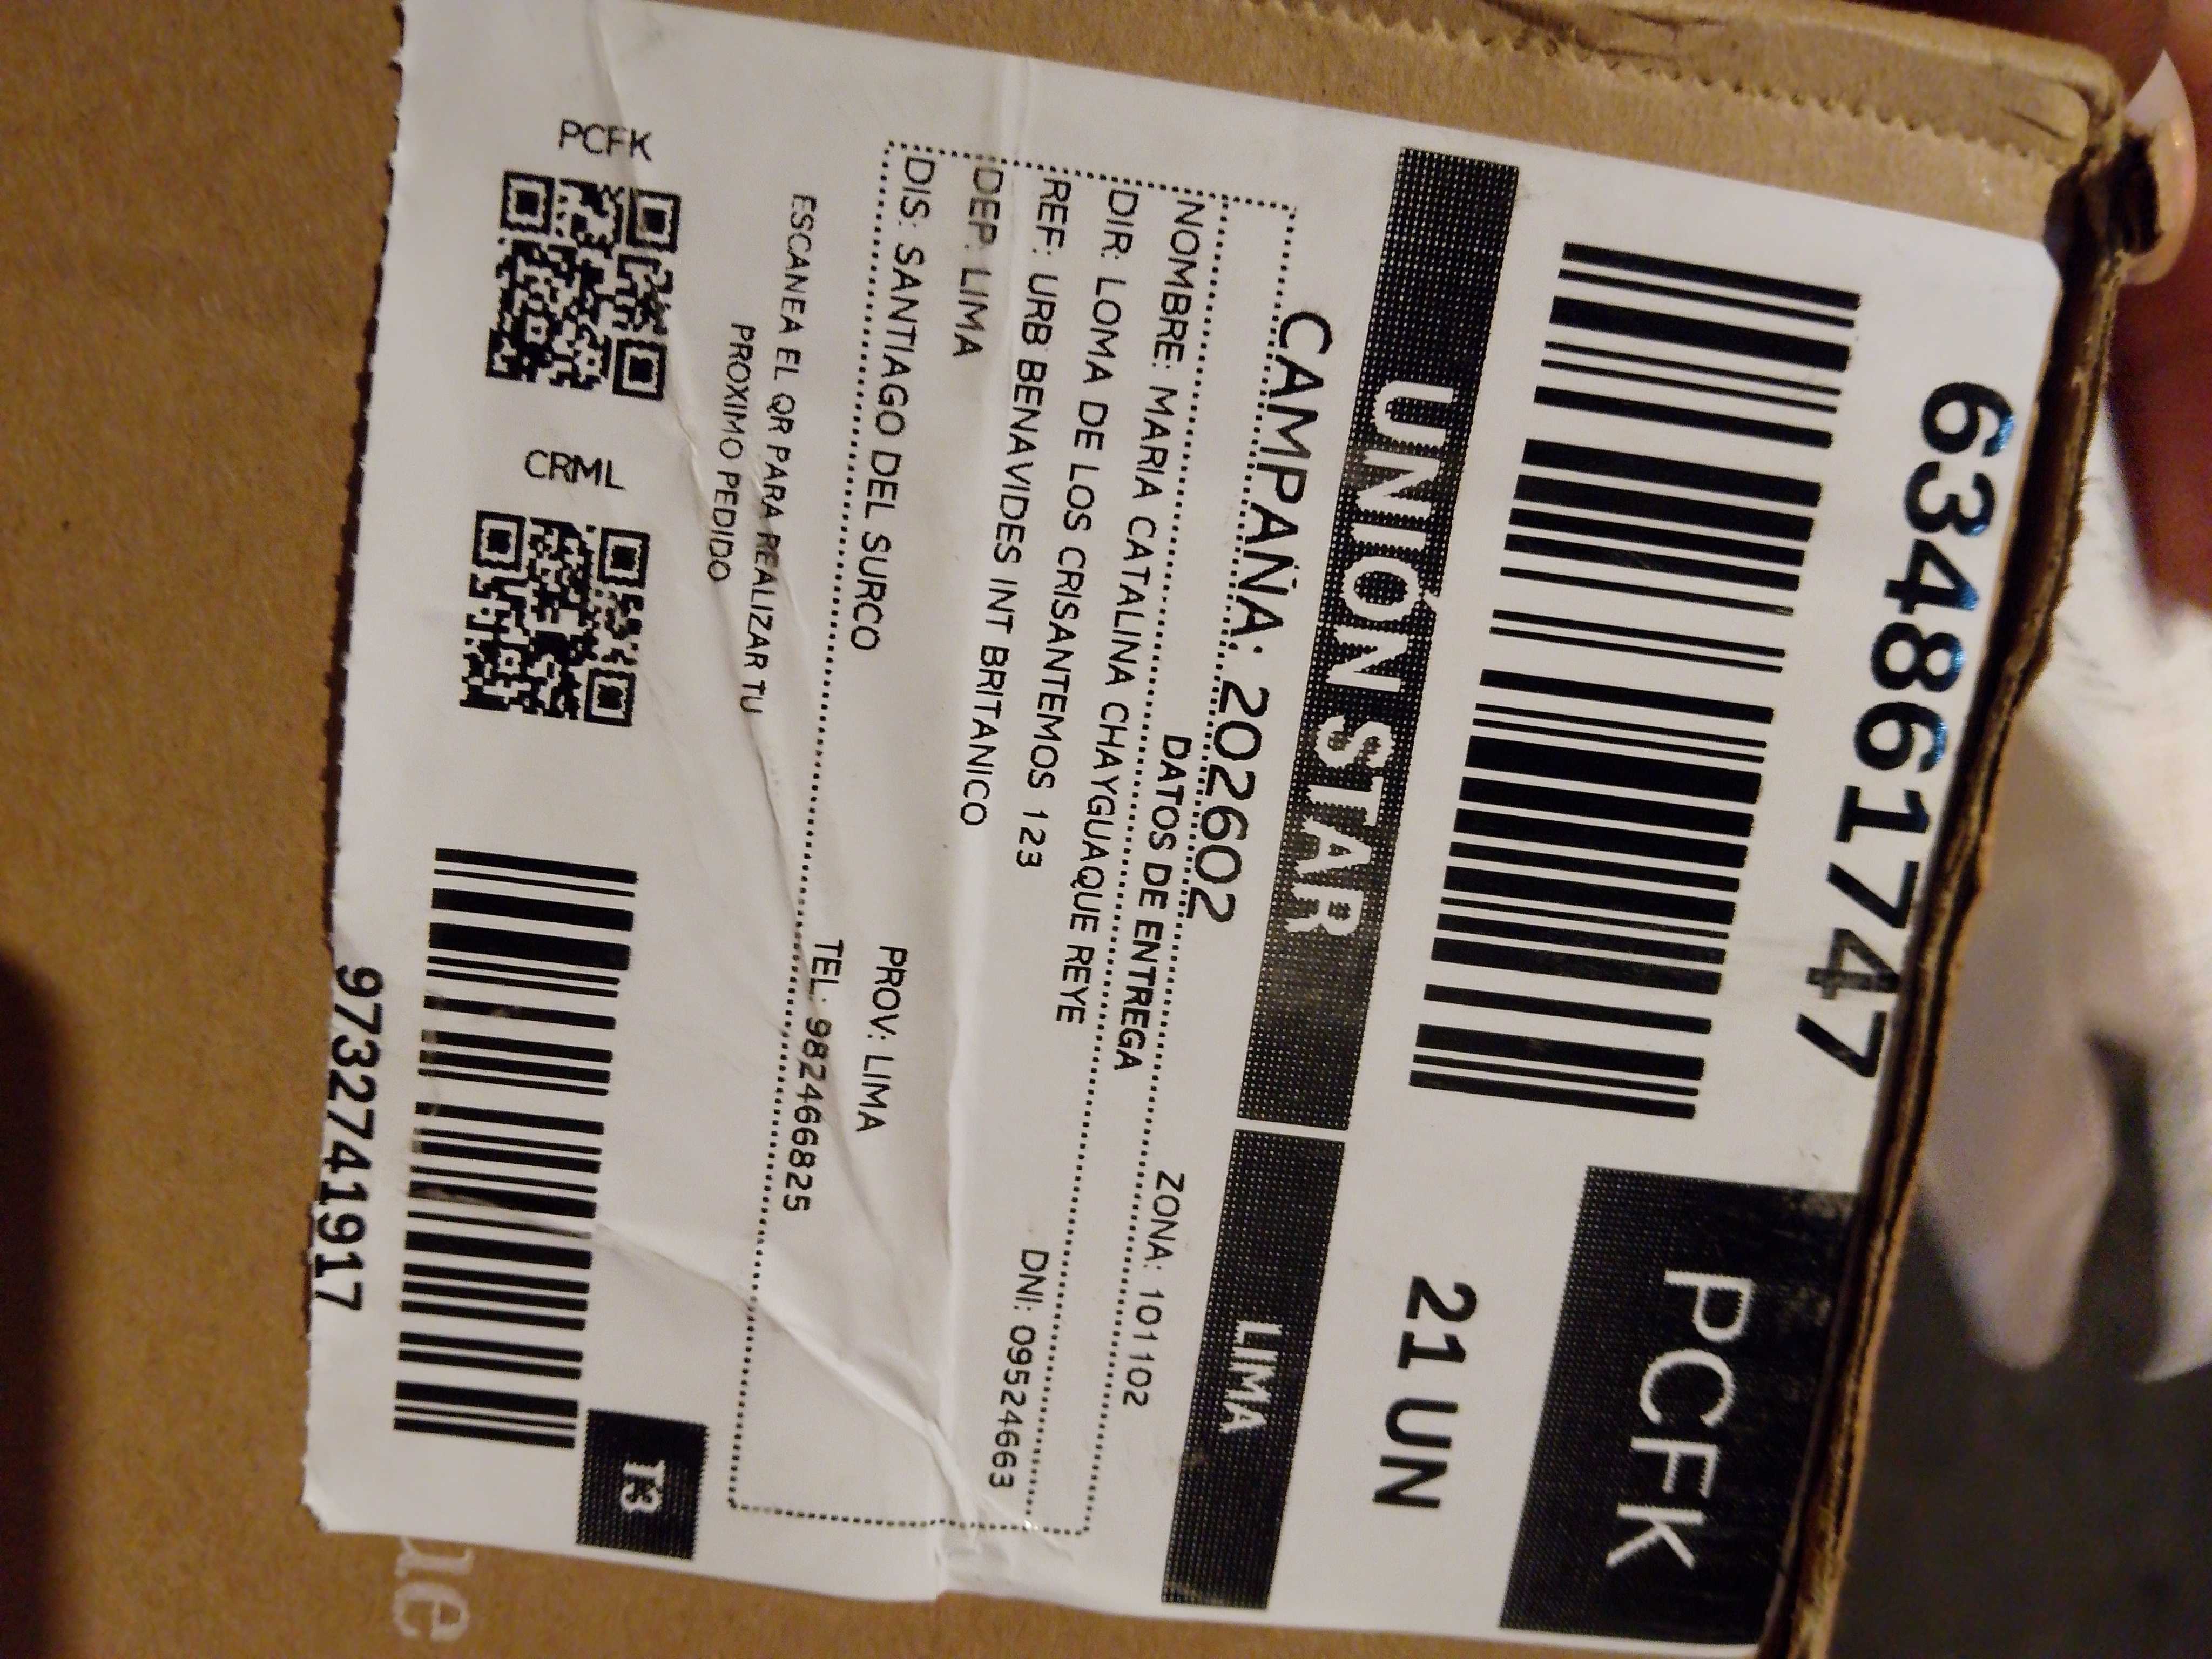 634861747
PCFK
21 UN
UNIÓN STAR
LIMA
CAMPAÑA: 202602
ZONA: 101102
DATOS DE ENTREGA
NOMBRE: MARIA CATALINA CHAYGUAQUE REYE
DIR: LOMA DE LOS CRISANTEMOS 123
DNI: 09524663
REF: URB BENAVIDES INT BRITANICO
DEP: LIMA
PROV: LIMA
DIS: SANTIAGO DEL SURCO
TEL: 982466825
ESCANEA EL QR PARA REALIZAR TU
PROXIMO PEDIDO
T3
PCFK
CRML
9732741917